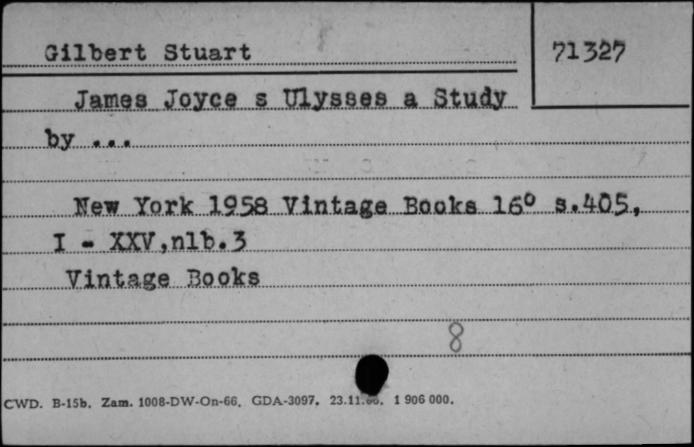 Gilbert Stuart
71327
James Joyce s Ulysses a Study
by ...
New York 1958 Vintage Books 16° s.405,
I - XXV,nlb.3
Vintage Books
8
CWD. B-15b. Zam. 1008-DW-On-66. GDA-3097. 1 906 000.